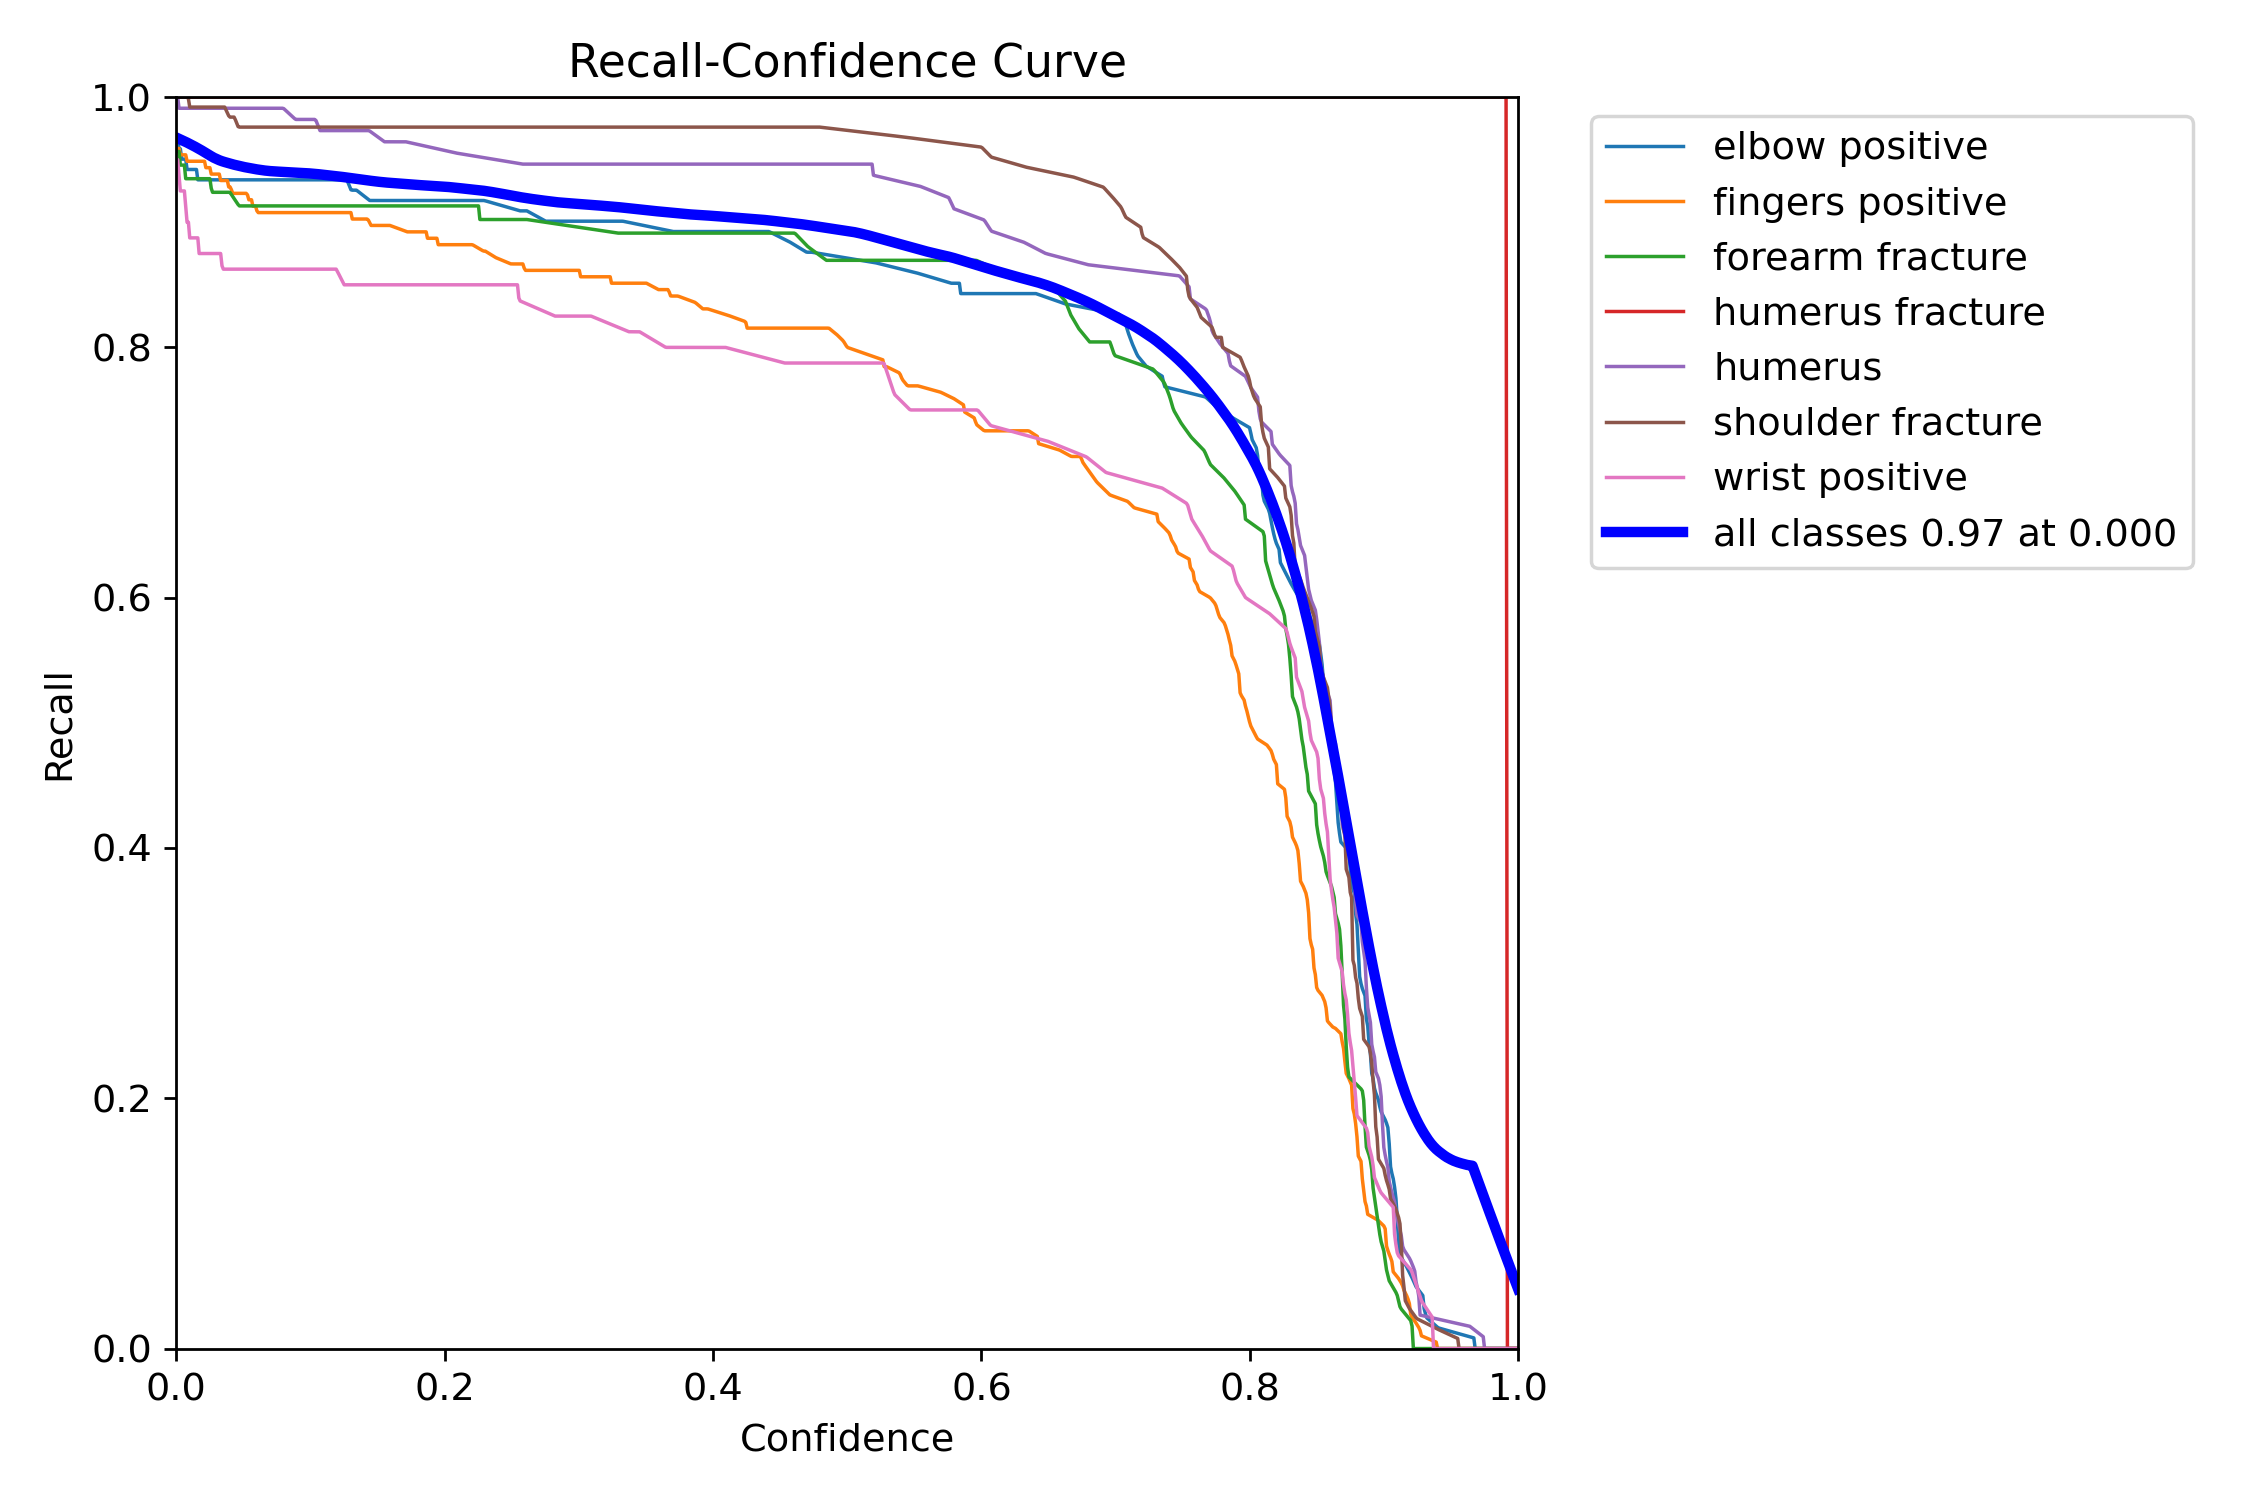 Recall-Confidence Curve
1.0
0.8
0.6
0.4
0.2
0.0
Recall
0.0 0.2 0.4 0.6 0.8 1.0
Confidence
elbow positive
fingers positive
forearm fracture
humerus fracture
humerus
shoulder fracture
wrist positive
all classes 0.97 at 0.000